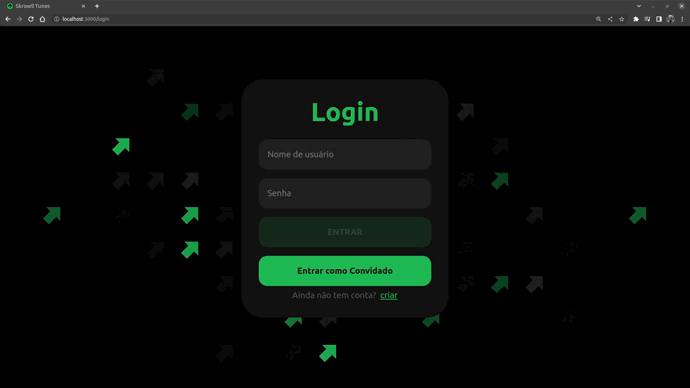 Skrowll Tunes
localhost:3000/login
Login
Nome de usuário
Senha
ENTRAR
Entrar como Convidado
Ainda não tem conta? criar